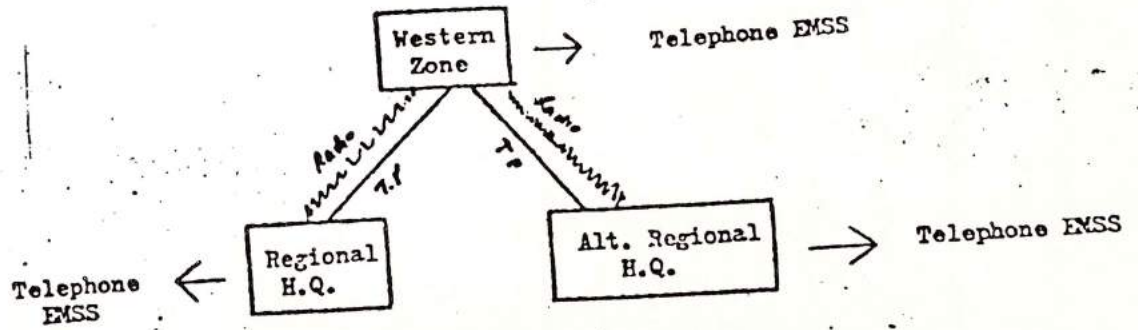 Western
Zone
Telephone EMSS
Radio
T.P
T P
Radio
Regional
H.Q.
Alt. Regional
H.Q.
Telephone EMSS
Telephone
EMSS